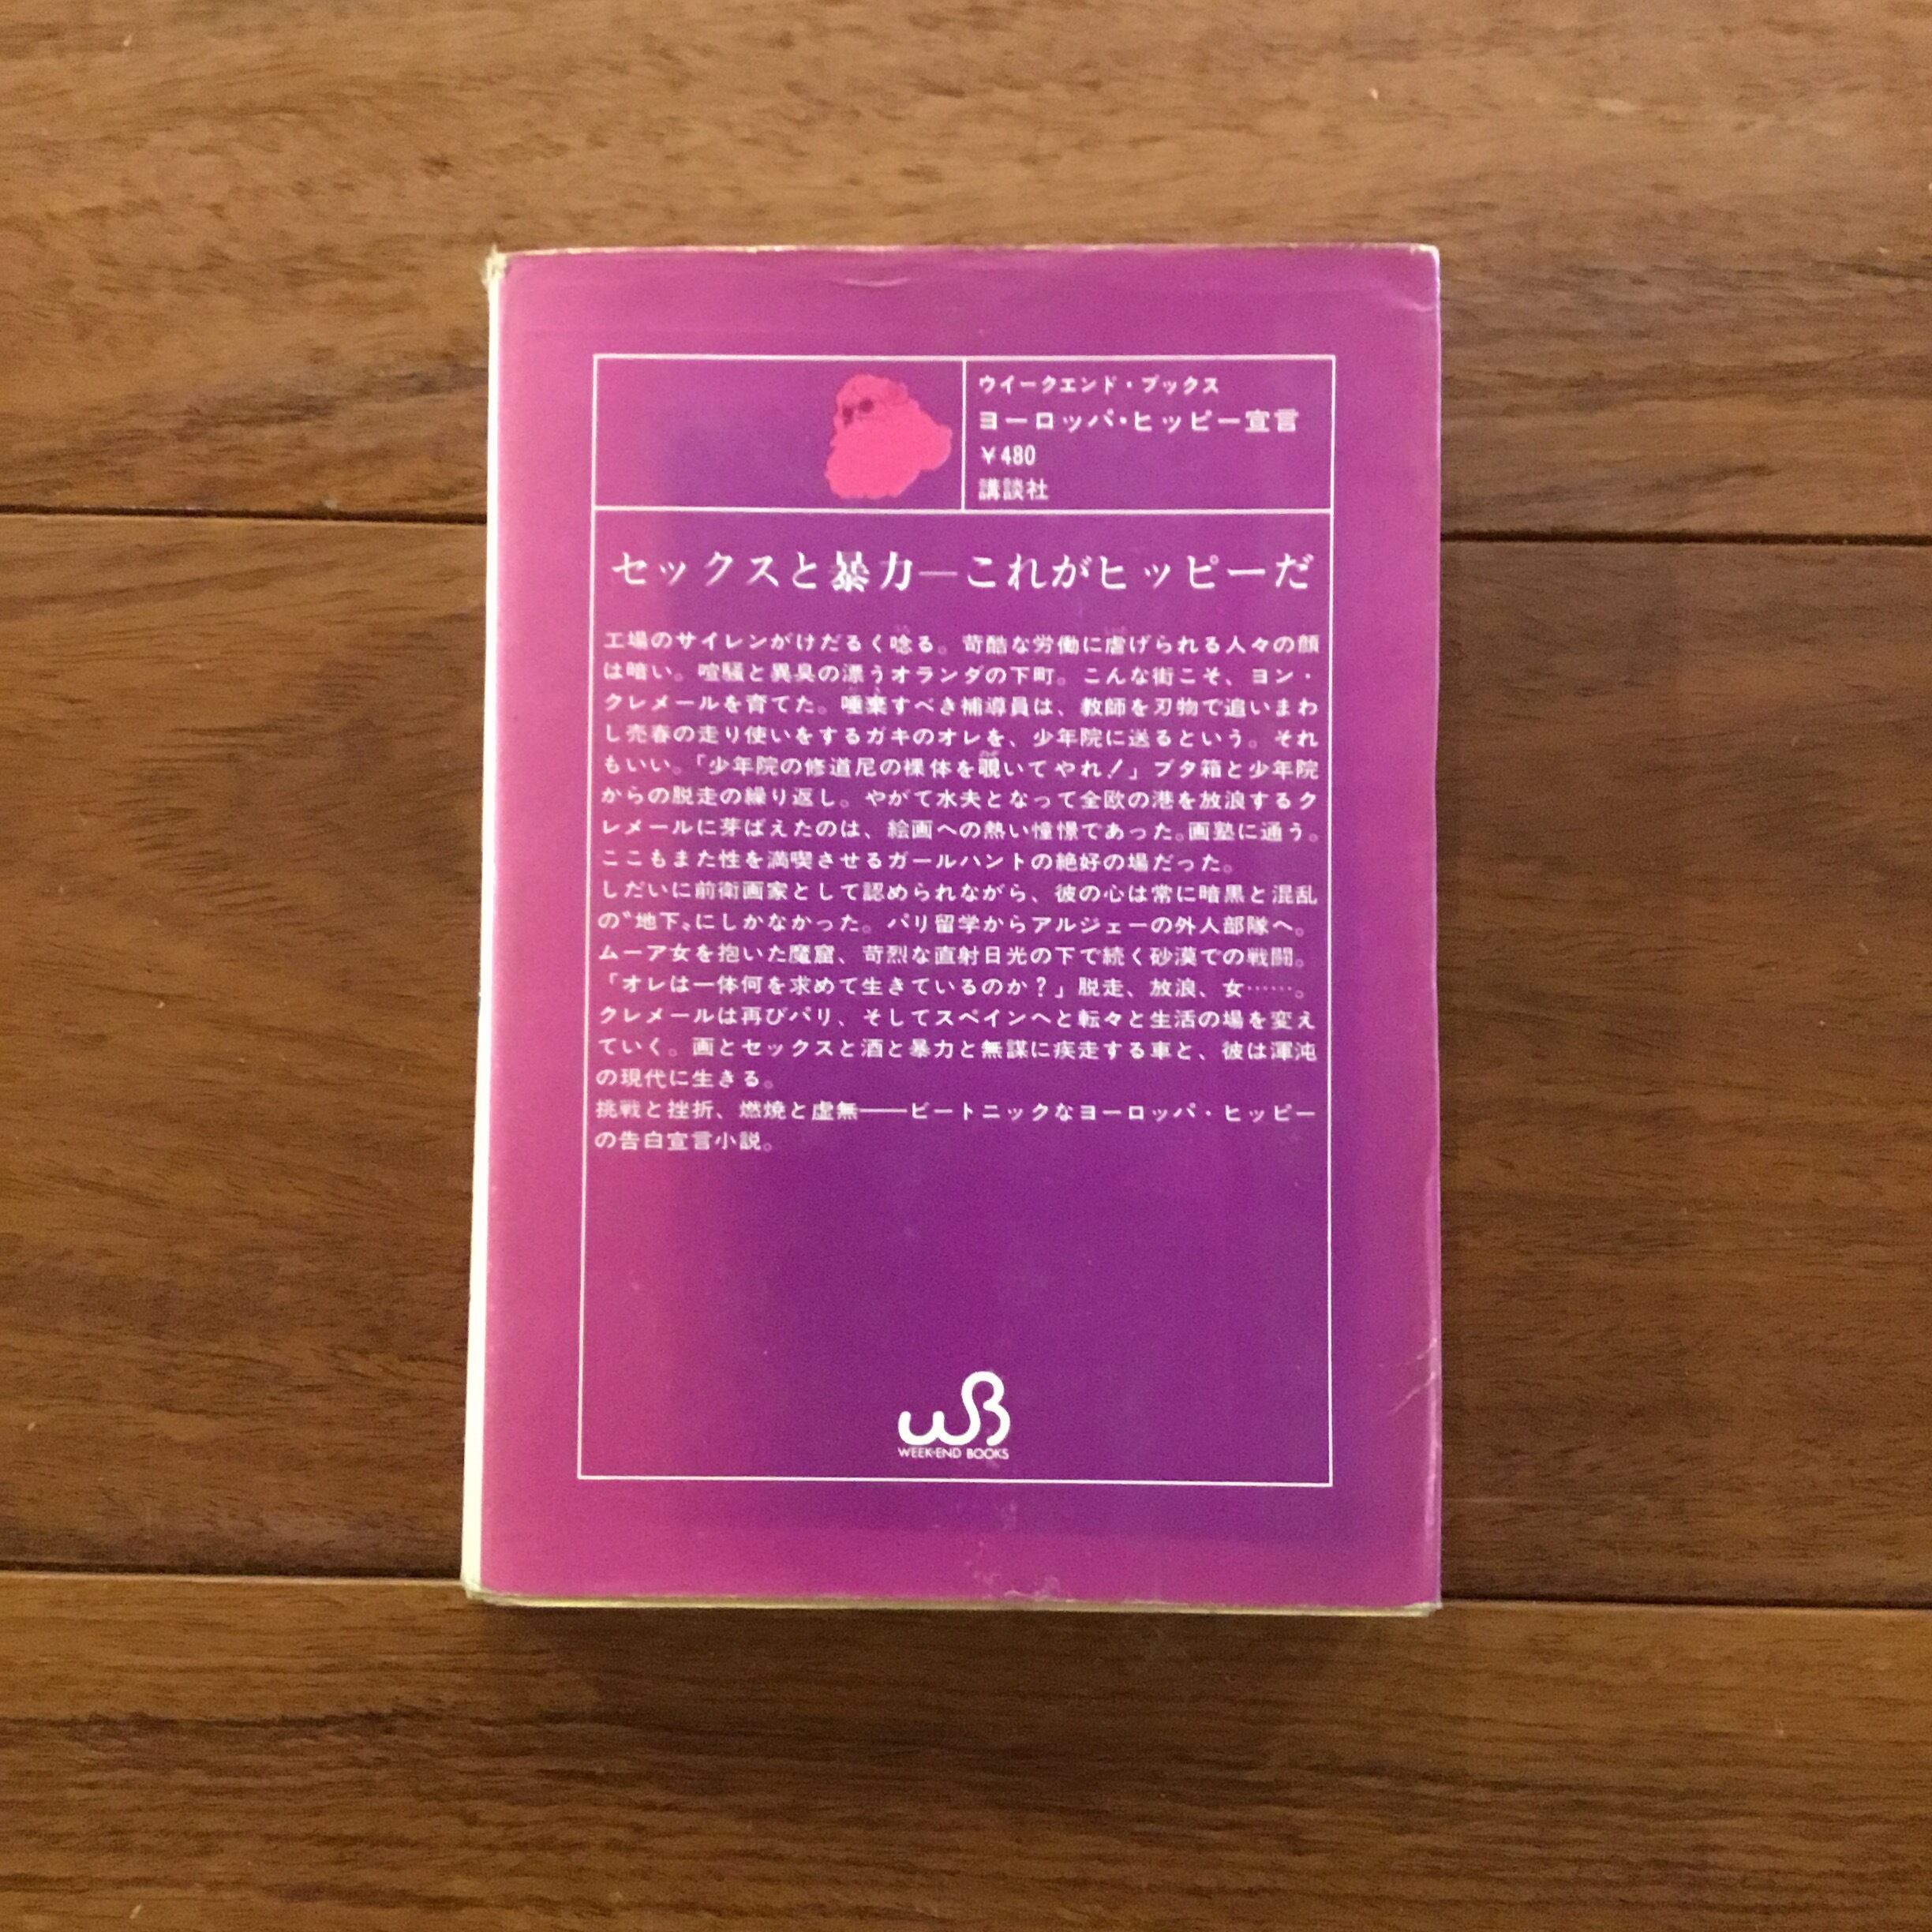 ウイークエンド・ブックス
ヨーロッパ・ヒッピー宣言
￥480
講談社
セックスと暴力―これがヒッピーだ
工場のサイレンがけだるく唸る。苛酷な労働に虐げられる人々の顔
は暗い。喧騒と異臭の漂うオランダの下町。こんな街こそ、ヨン・
クレメールを育てた。唾棄すべき補導員は、教師を刃物で追いまわ
し売春の走り使いをするガキのオレを、少年院に送るという。それ
もいい。「少年院の修道尼の裸体を覗いてやれ！」ブタ箱と少年院
からの脱走の繰り返し。やがて水夫となって全欧の港を放浪するク
レメールに芽ばえたのは、絵画への熱い憧憬であった。画塾に通う。
ここもまた性を満喫させるガールハントの絶好の場だった。
しだいに前衛画家として認められながら、彼の心は常に暗黒と混乱
の〝地下〟にしかなかった。パリ留学からアルジェーの外人部隊へ。
ムーア女を抱いた魔窟、苛烈な直射日光の下で続く砂漠での戦闘。
「オレは一体何を求めて生きているのか？」脱走、放浪、女……。
クレメールは再びパリ、そしてスペインへと転々と生活の場を変え
ていく。画とセックスと酒と暴力と無謀に疾走する車と、彼は渾沌
の現代に生きる。
挑戦と挫折、燃焼と虚無――ビートニックなヨーロッパ・ヒッピー
の告白宣言小説。
WB
WEEK-END BOOKS